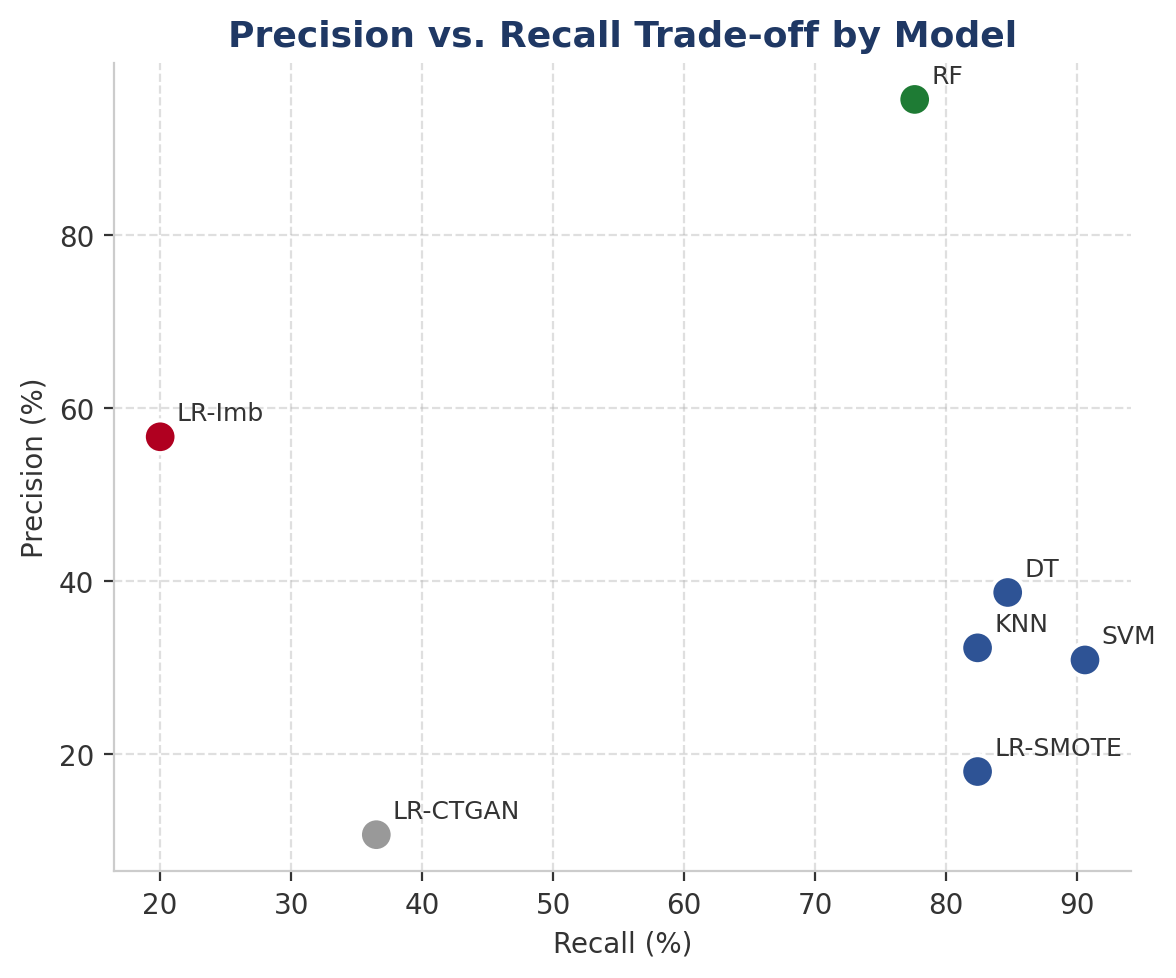 Precision vs. Recall Trade-off by Model
RF
80
LR-Imb
60
Precision (%)
DT
40
KNN
SVM
LR-SMOTE
20
LR-CTGAN
20 30 40 50 60 70 80 90
Recall (%)